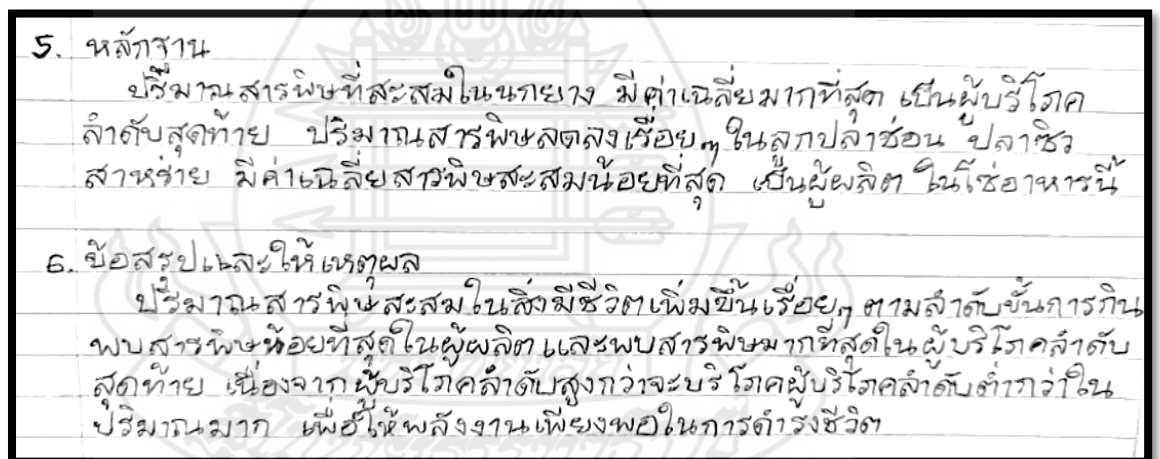 5. หลักฐาน
ปริมาณสารพิษที่สะสมในนกยาง มีค่าเฉลี่ยมากที่สุด เป็นผู้บริโภค
ลำดับสุดท้าย ปริมาณสารพิษลดลงเรื่อยๆ ในลูกปลาช่อน ปลาซิว
สาหร่าย มีค่าเฉลี่ยสารพิษสะสมน้อยที่สุด เป็นผู้ผลิต ในโซ่อาหารนี้
6. ข้อสรุปและให้เหตุผล
ปริมาณสารพิษสะสมในสิ่งมีชีวิตเพิ่มขึ้นเรื่อยๆ ตามลำดับขั้นการกิน
พบสารพิษน้อยที่สุดในผู้ผลิต และพบสารพิษมากที่สุดใน ผู้บริโภคลำดับ
สุดท้าย เนื่องจาก ผู้บริโภคลำดับสูงกว่าจะบริโภคผู้บริโภคลำดับต่ำกว่าใน
ปริมาณมาก เพื่อให้พลังงานเพียงพอในการดำรงชีวิต